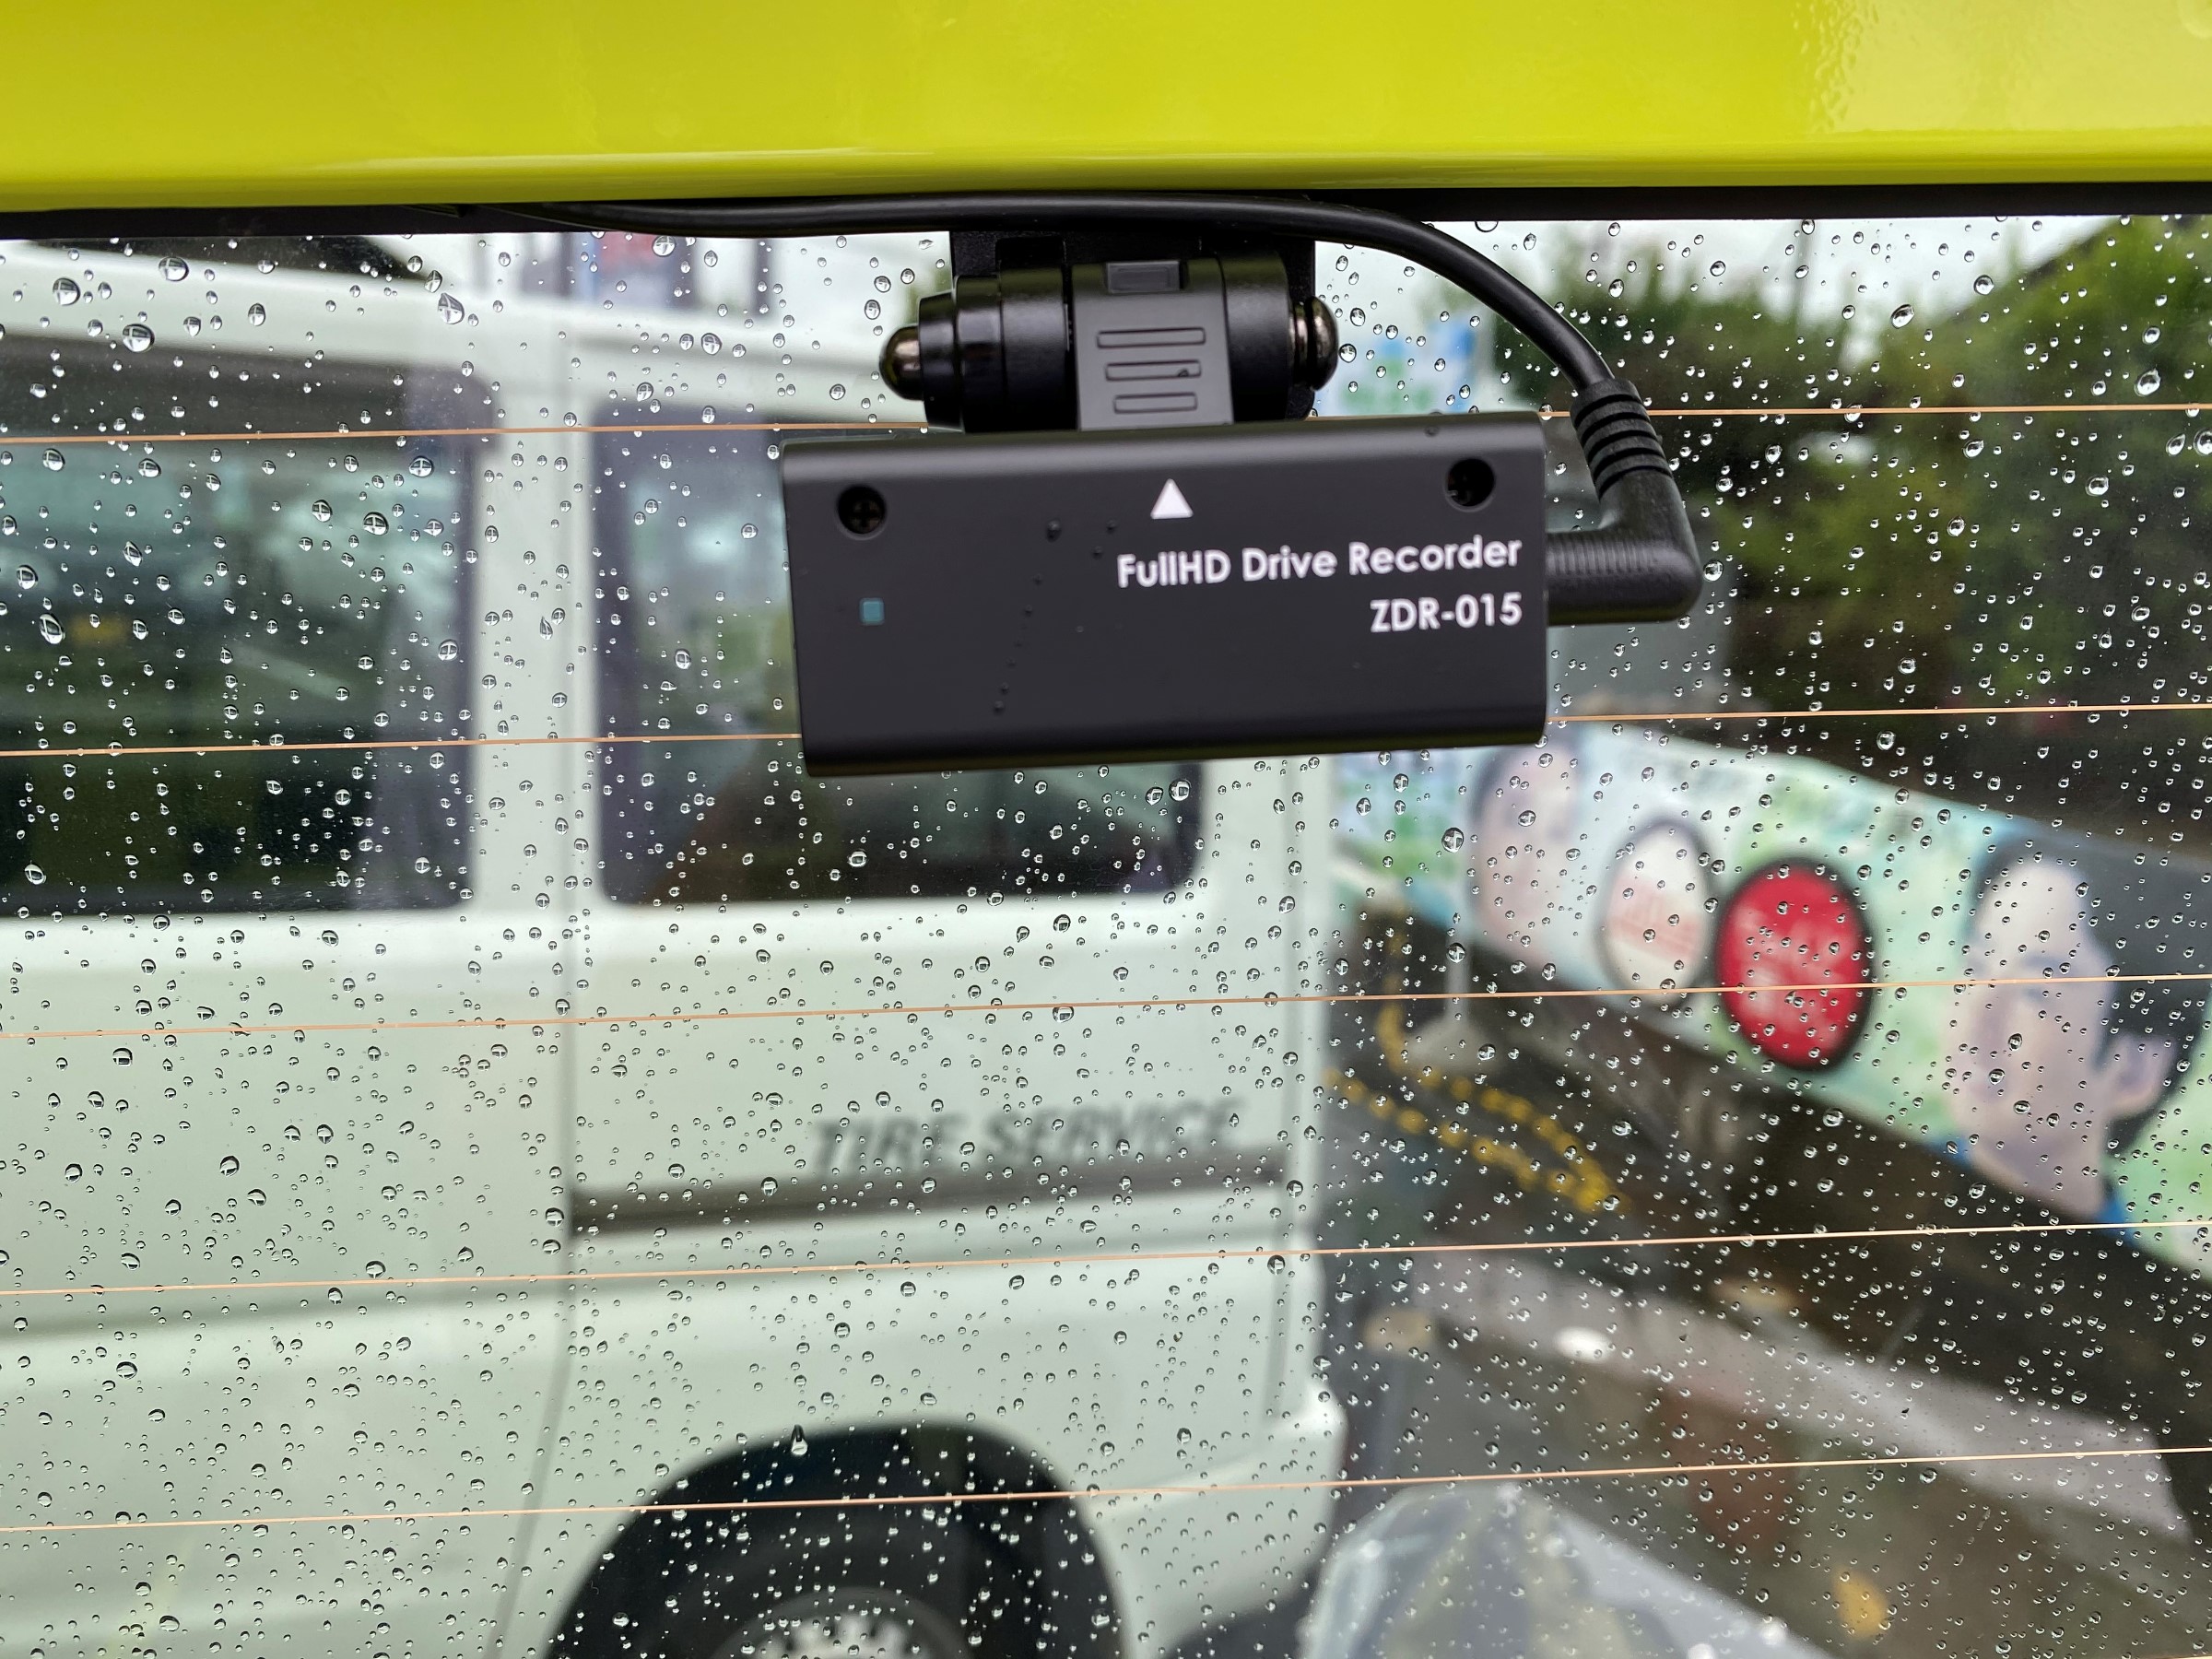 FullHD Drive Recorder
ZDR-015
TIRE SERVICE